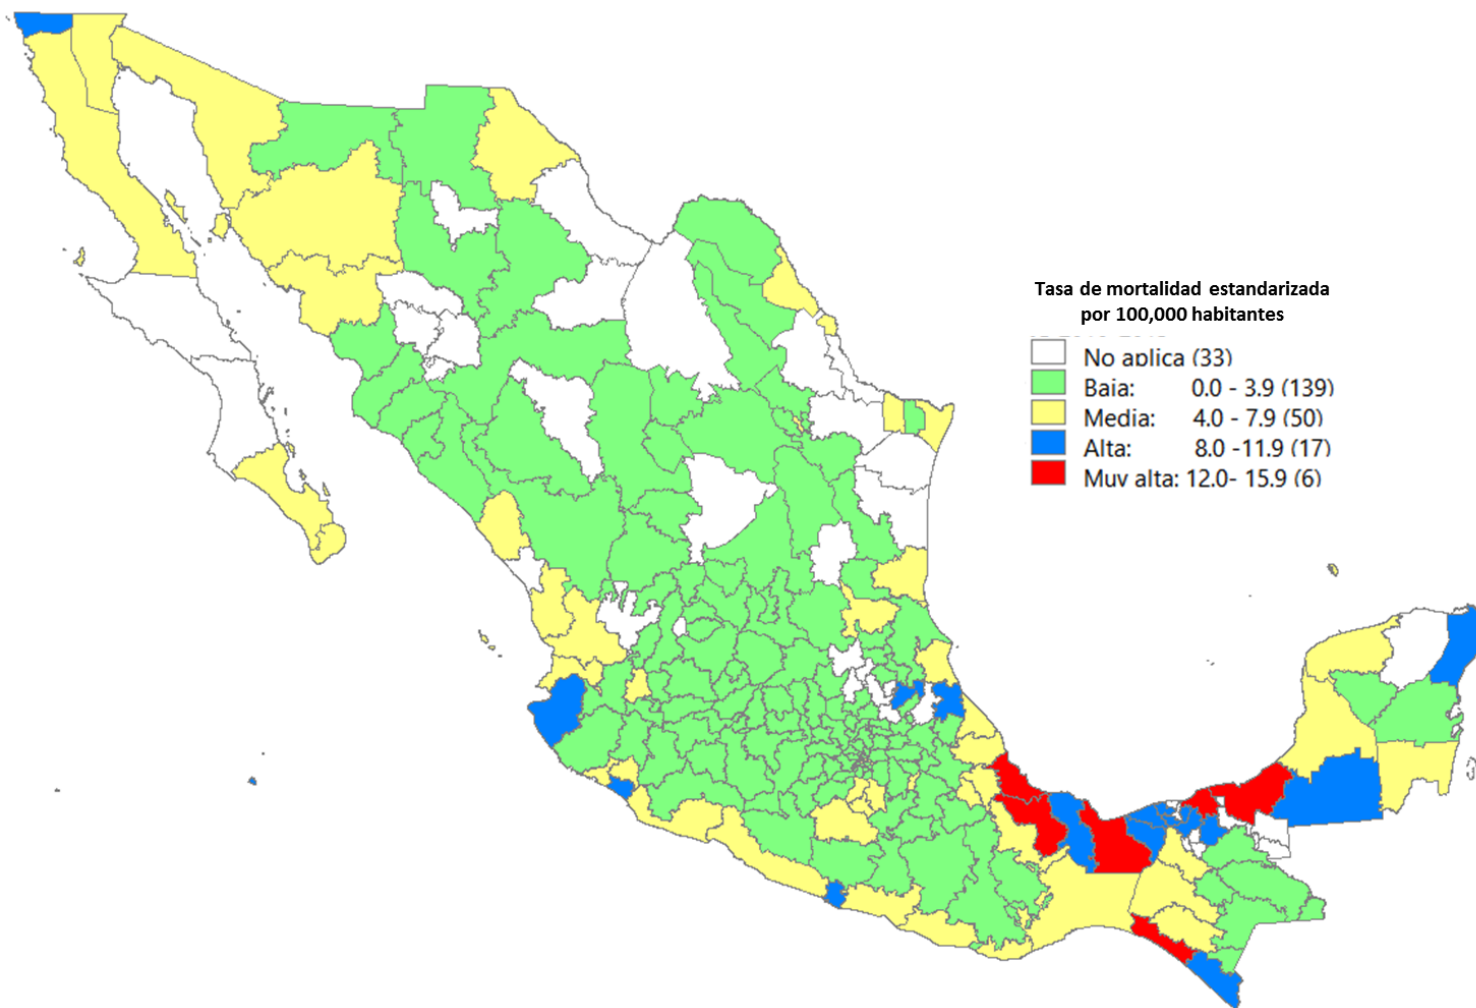 Tasa de mortalidad estandarizada
por 100,000 habitantes
No aplica (33)
Baja: 0.0 - 3.9 (139)
Media: 4.0 - 7.9 (50)
Alta: 8.0 -11.9 (17)
Muy alta: 12.0- 15.9 (6)